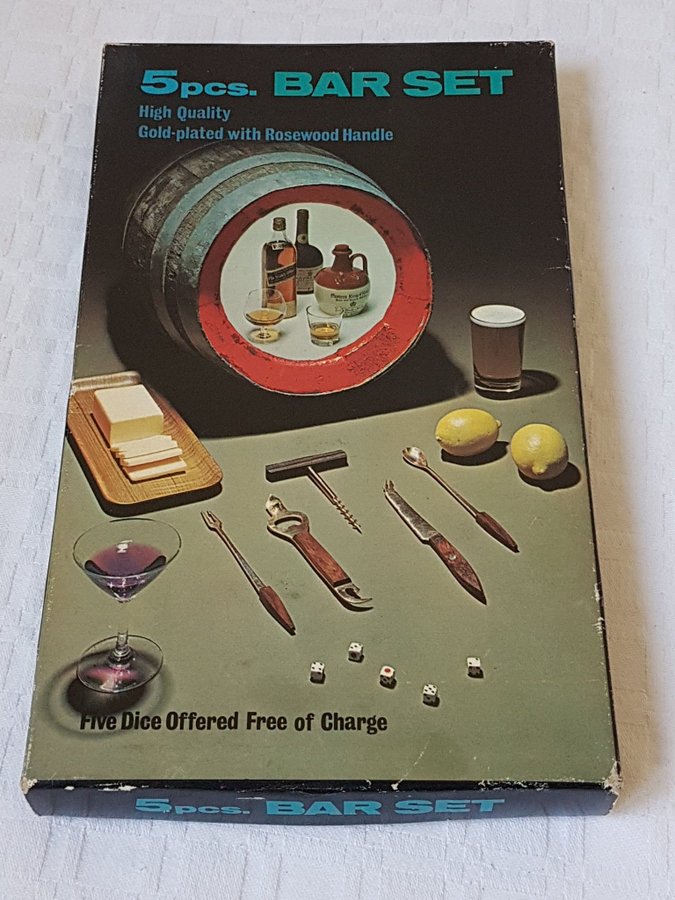 5pcs. BAR SET
High Quality
Gold-plated with Rosewood Handle
Five Dice Offered Free of Charge
5pcs. BAR SET